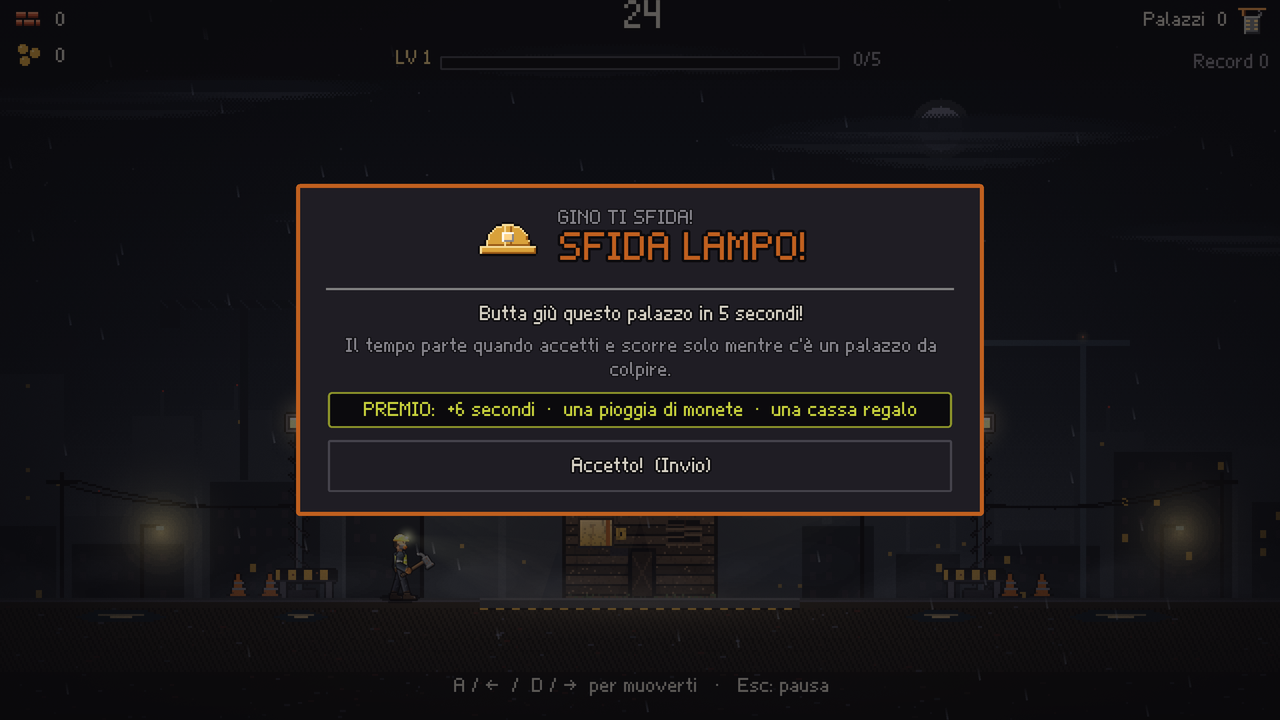 0
24
Palazzi 0
0
LV 1
0/5
Record 0
GINO TI SFIDA!
SFIDA LAMPO!
Butta giù questo palazzo in 5 secondi!
Il tempo parte quando accetti e scorre solo mentre c'è un palazzo da
colpire.
PREMIO: +6 secondi · una pioggia di monete · una cassa regalo
Accetto! (Invio)
A / ← / D / → per muoverti · Esc: pausa